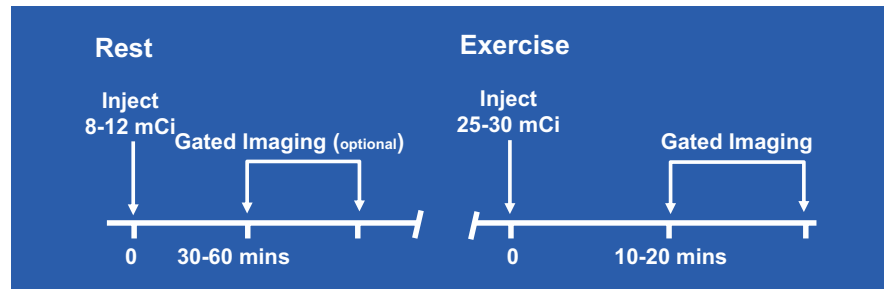 Rest
Inject
8-12 mCi
Gated Imaging (optional)
0
30-60 mins
Exercise
Inject
25-30 mCi
Gated Imaging
0
10-20 mins